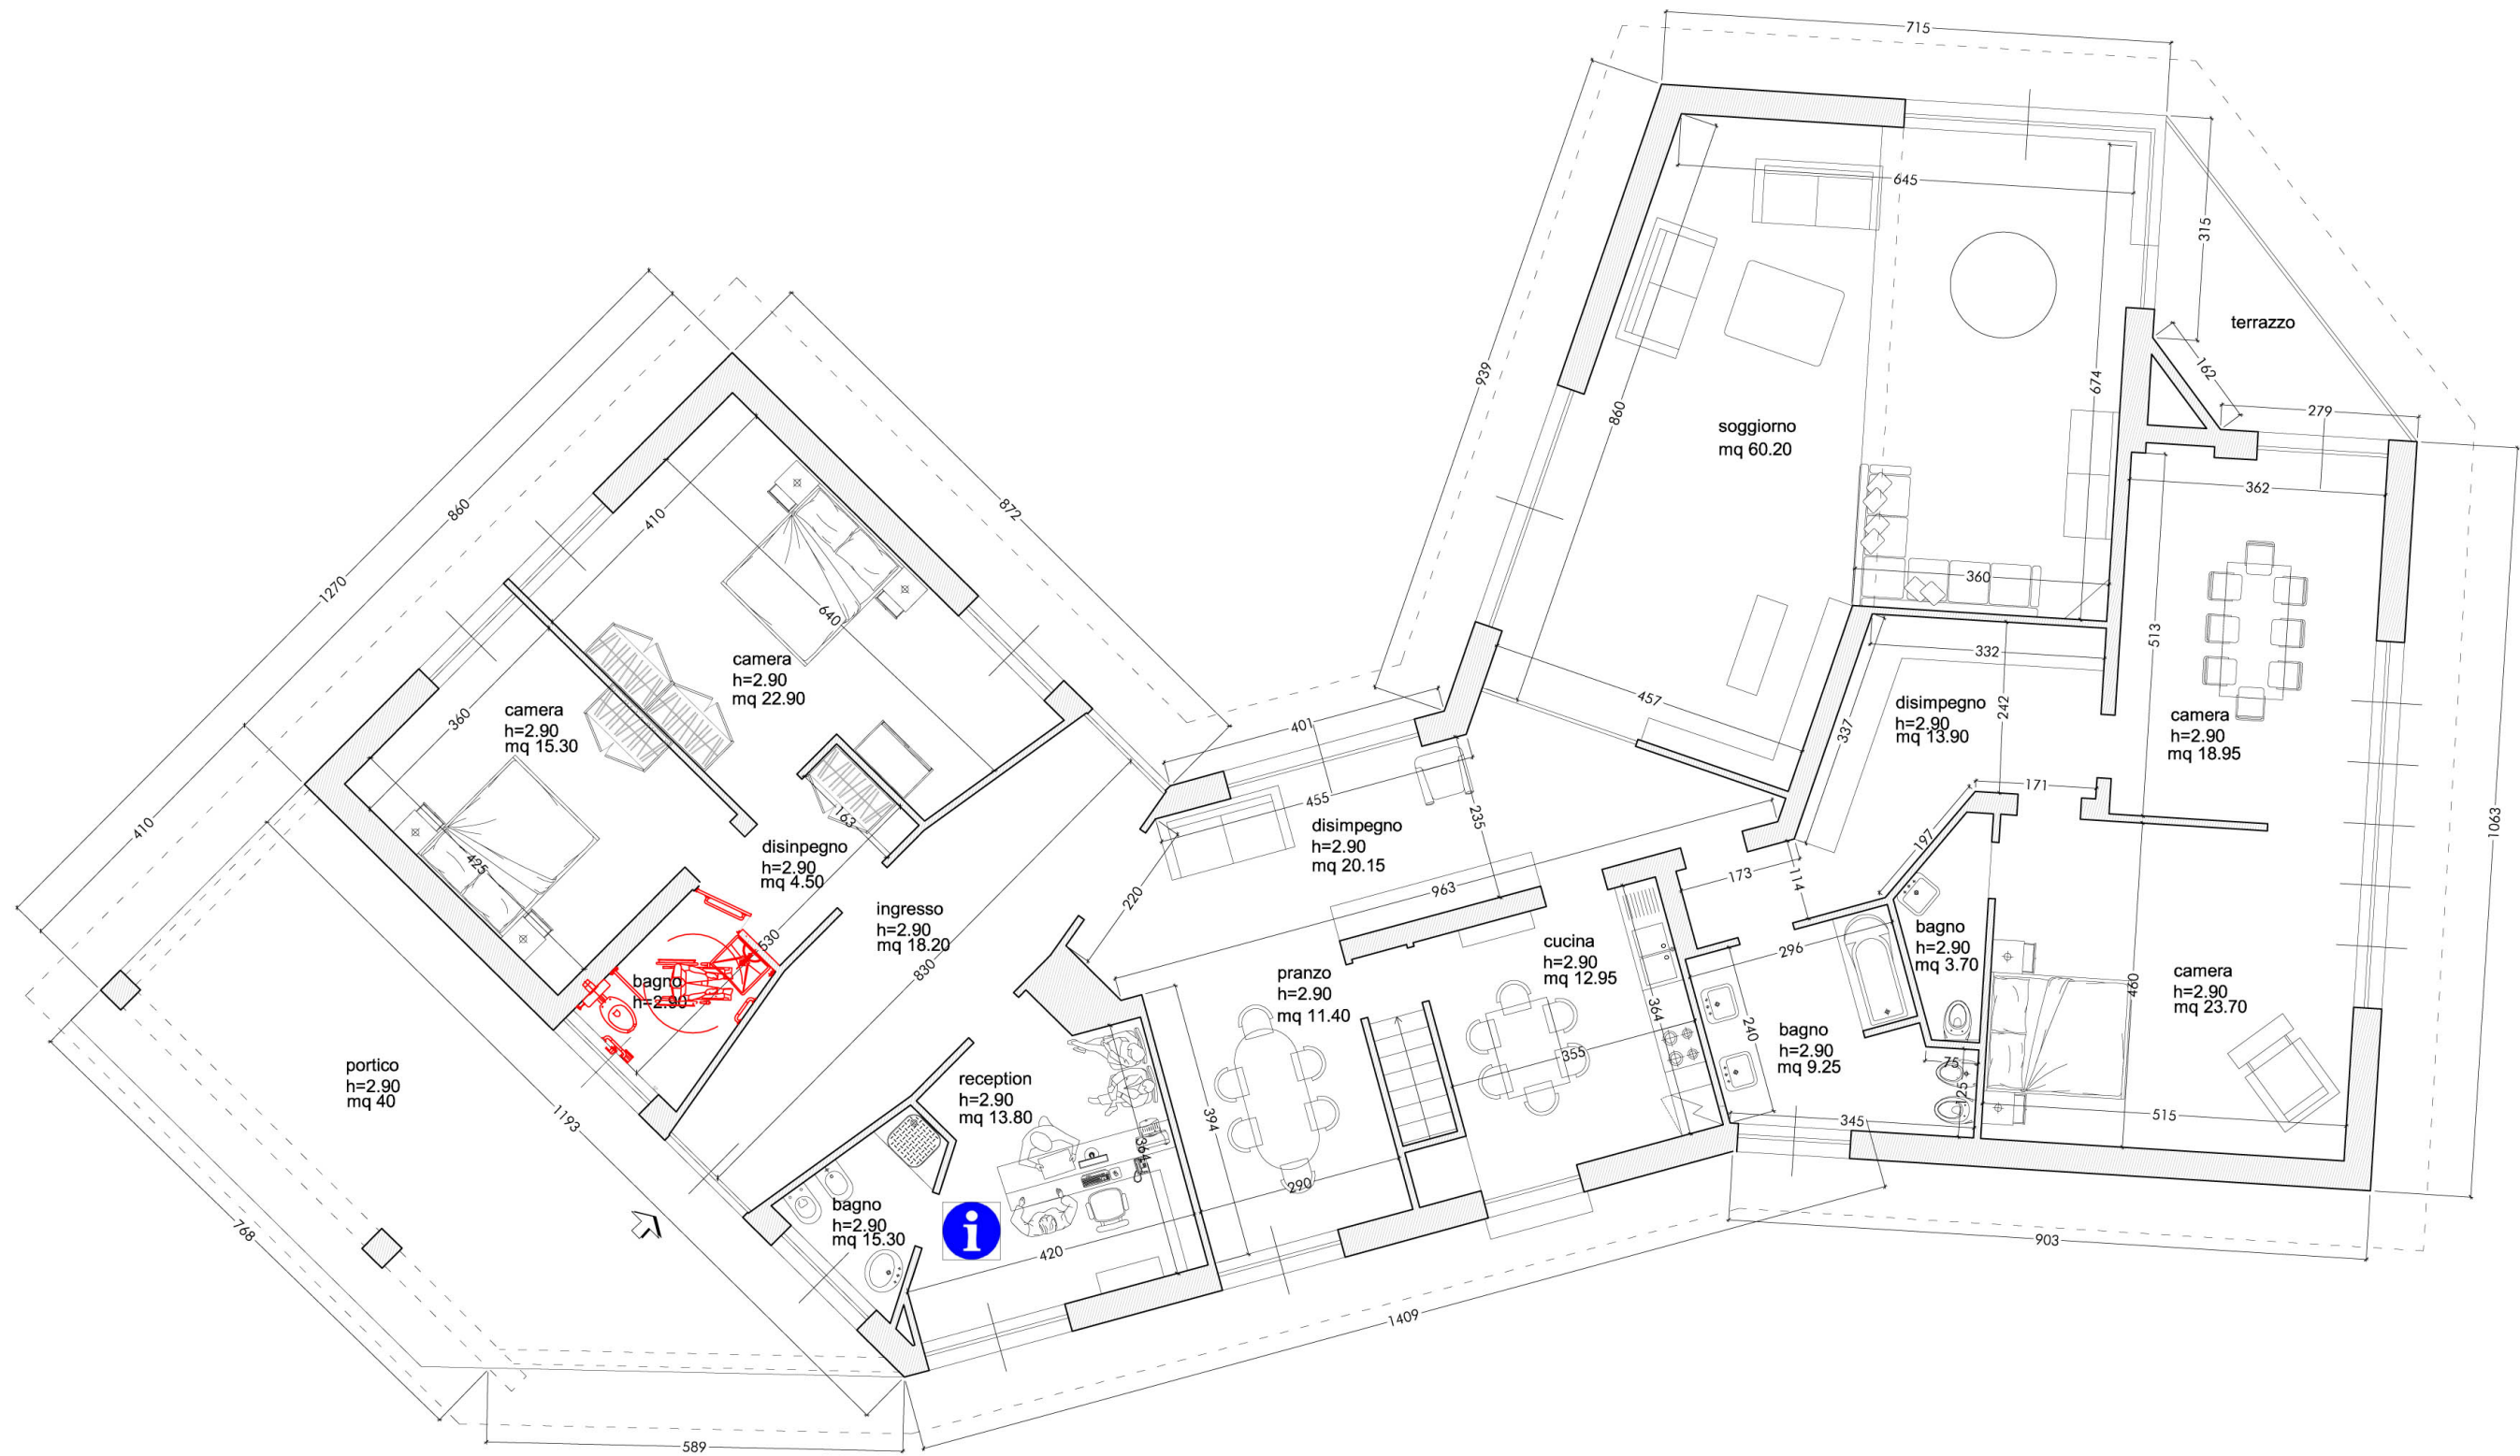 715
645
315
terrazzo
162
279
674
939
860
soggiorno
mq 60.20
362
360
513
332
457
242
337
disimpegno
h=2.90
mq 13.90
camera
h=2.90
mq 18.95
171
197
1063
860
1270
410
872
410
640
camera
h=2.90
mq 22.90
camera
h=2.90
mq 15.30
360
425
163
disinpegno
h=2.90
mq 4.50
ingresso
h=2.90
mq 18.20
530
830
bagno
h=2.90
401
455
235
disimpegno
h=2.90
mq 20.15
220
963
173
114
296
cucina
h=2.90
mq 12.95
pranzo
h=2.90
mq 11.40
364
355
240
bagno
h=2.90
mq 9.25
bagno
h=2.90
mq 3.70
75
125
345
460
camera
h=2.90
mq 23.70
515
903
portico
h=2.90
mq 40
1193
768
reception
h=2.90
mq 13.80
364
394
290
420
bagno
h=2.90
mq 15.30
i
1409
589